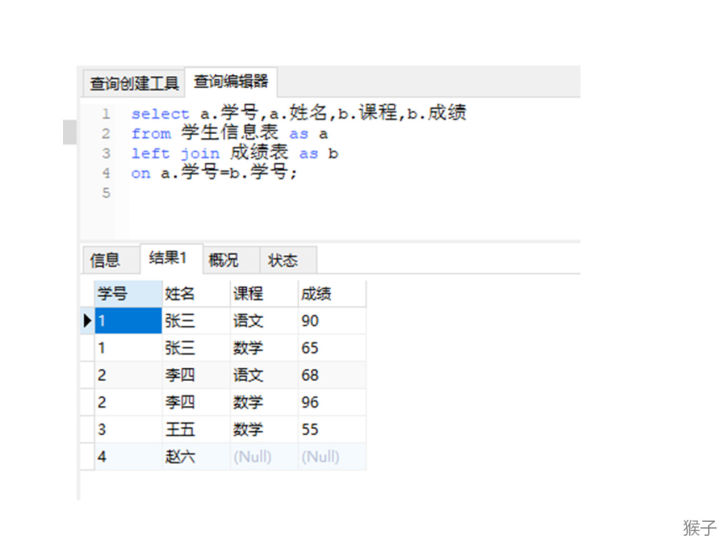 查询创建工具 查询编辑器
1 select a.学号,a.姓名,b.课程,b.成绩
2 from 学生信息表 as a
3 left join 成绩表 as b
4 on a.学号=b.学号;
5
信息 结果1 概况 状态
学号 姓名 课程 成绩
1 张三 语文 90
1 张三 数学 65
2 李四 语文 68
2 李四 数学 96
3 王五 数学 55
4 赵六 (Null) (Null)
猴子